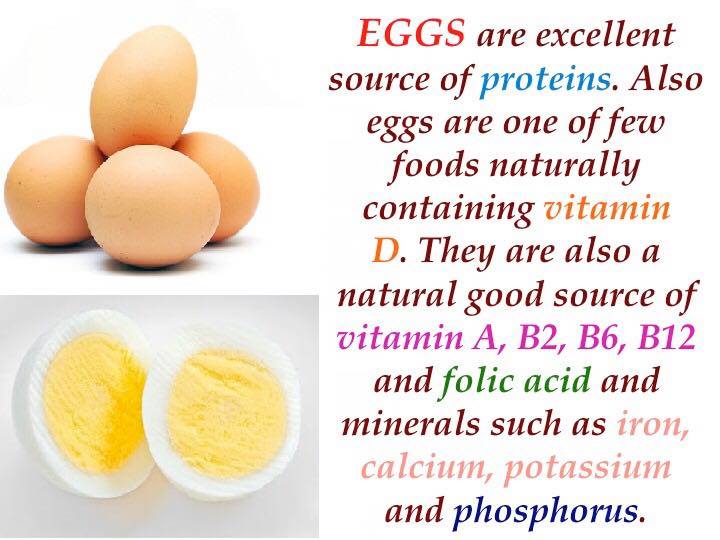 EGGS are excellent
source of proteins. Also
eggs are one of few
foods naturally
containing vitamin
D. They are also a
natural good source of
vitamin A, B2, B6, B12
and folic acid and
minerals such as iron,
calcium, potassium
and phosphorus.